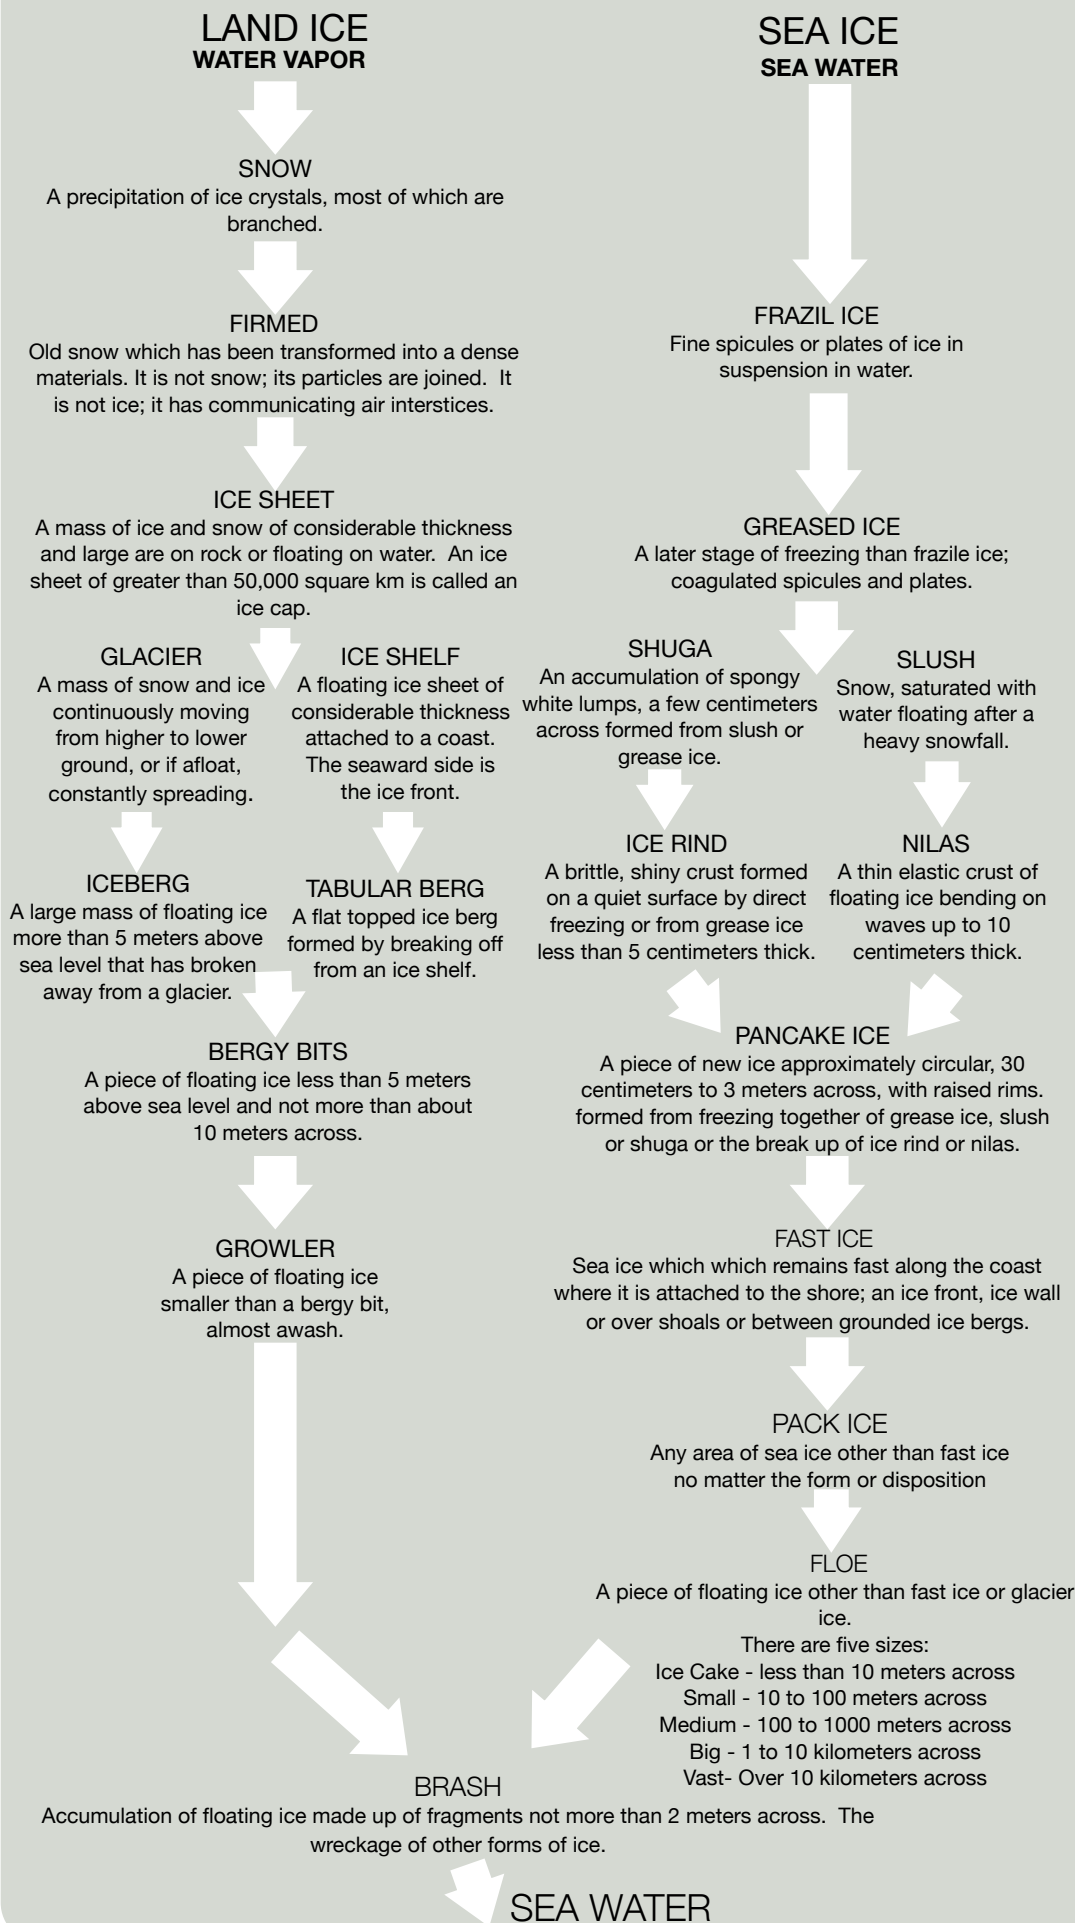 LAND ICE
WATER VAPOR
SNOW
A precipitation of ice crystals, most of which are
branched.
FIRMED
Old snow which has been transformed into a dense
materials. It is not snow; its particles are joined.  It
is not ice; it has communicating air interstices.
ICE SHEET
A mass of ice and snow of considerable thickness
and large are on rock or floating on water.  An ice
sheet of greater than 50,000 square km is called an
ice cap.
GLACIER
A mass of snow and ice
continuously moving
from higher to lower
ground, or if afloat,
constantly spreading.
ICE SHELF
A floating ice sheet of
considerable thickness
attached to a coast.
The seaward side is
the ice front.
ICEBERG
A large mass of floating ice
more than 5 meters above
sea level that has broken
away from a glacier.
TABULAR BERG
A flat topped ice berg
formed by breaking off
from an ice shelf.
BERGY BITS
A piece of floating ice less than 5 meters
above sea level and not more than about
10 meters across.
GROWLER
A piece of floating ice
smaller than a bergy bit,
almost awash.
SEA ICE
SEA WATER
FRAZIL ICE
Fine spicules or plates of ice in
suspension in water.
GREASED ICE
A later stage of freezing than frazile ice;
coagulated spicules and plates.
SHUGA
An accumulation of spongy
white lumps, a few centimeters
across formed from slush or
grease ice.
SLUSH
Snow, saturated with
water floating after a
heavy snowfall.
ICE RIND
A brittle, shiny crust formed
on a quiet surface by direct
freezing or from grease ice
less than 5 centimeters thick.
NILAS
A thin elastic crust of
floating ice bending on
waves up to 10
centimeters thick.
PANCAKE ICE
A piece of new ice approximately circular, 30
centimeters to 3 meters across, with raised rims.
formed from freezing together of grease ice, slush
or shuga or the break up of ice rind or nilas.
FAST ICE
Sea ice which which remains fast along the coast
where it is attached to the shore; an ice front, ice wall
or over shoals or between grounded ice bergs.
PACK ICE
Any area of sea ice other than fast ice
no matter the form or disposition
FLOE
A piece of floating ice other than fast ice or glacier
ice.
There are five sizes:
Ice Cake - less than 10 meters across
Small - 10 to 100 meters across
Medium - 100 to 1000 meters across
Big - 1 to 10 kilometers across
Vast- Over 10 kilometers across
BRASH
Accumulation of floating ice made up of fragments not more than 2 meters across.  The
wreckage of other forms of ice.
SEA WATER